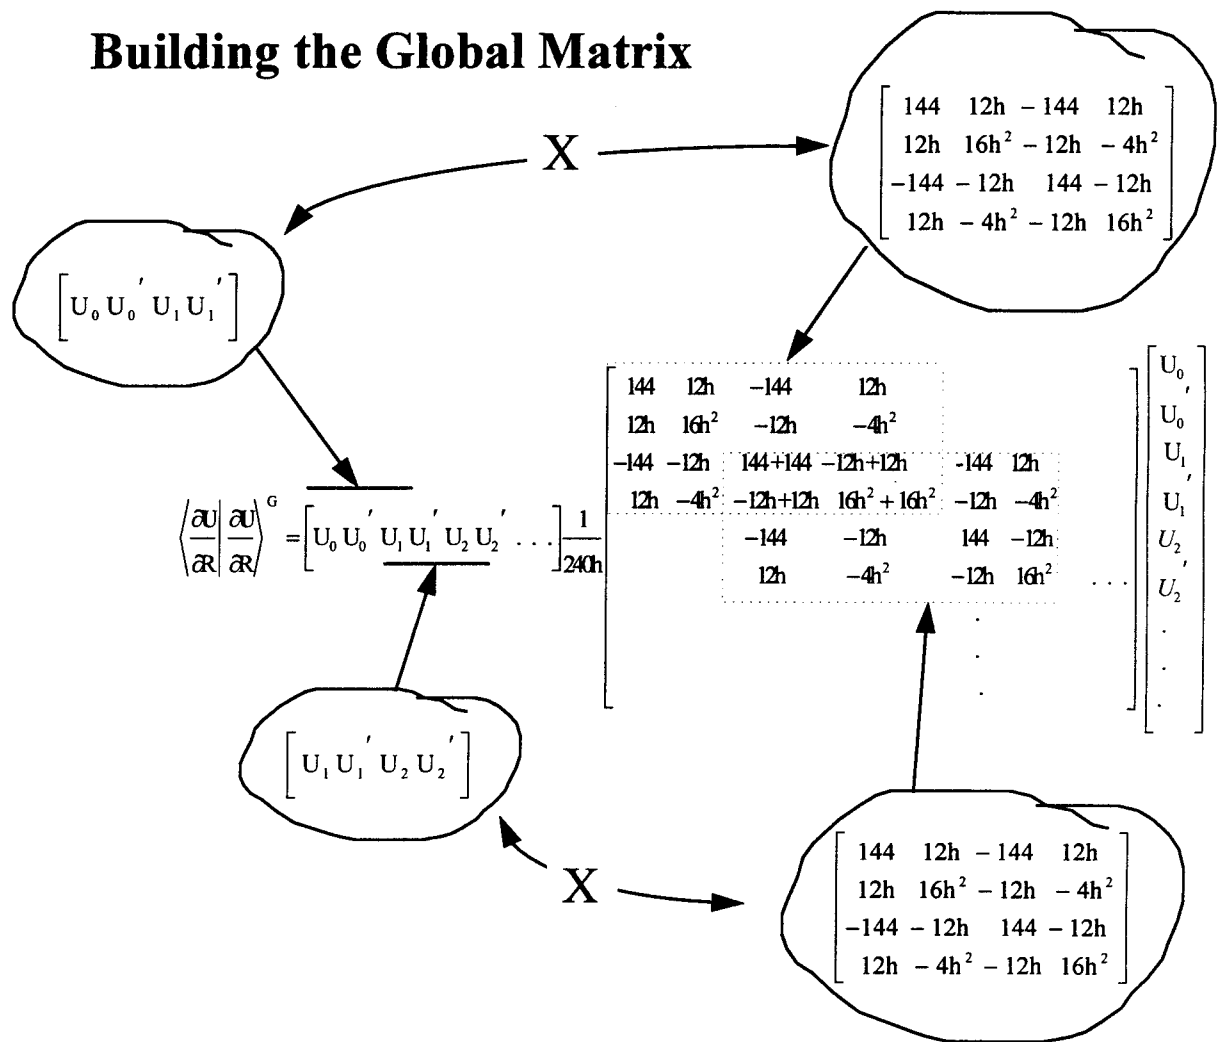 Building the Global Matrix
144 12h − 144 12h
12h 16h² − 12h − 4h²
−144 − 12h 144 − 12h
12h − 4h² − 12h 16h²
X
[U₀ U₀′ U₁ U₁′]
144 12h −144 12h
12h 16h² −12h −4h²
−144 −12h 144+144 −12h+12h -144 12h
12h −4h² −12h+12h 16h² + 16h² −12h −4h²
−144 −12h 144 −12h
12h −4h² −12h 16h² . . .
.
.
.
U₀
U₀′
U₁
U₁′
U₂
U₂′
.
.
.
⟨∂U/∂R | ∂U/∂R⟩ᴳ = [U₀ U₀′ U₁ U₁′ U₂ U₂′ . . .] 1/240h
[U₁ U₁′ U₂ U₂′]
X
144 12h − 144 12h
12h 16h² − 12h − 4h²
−144 − 12h 144 − 12h
12h − 4h² − 12h 16h²